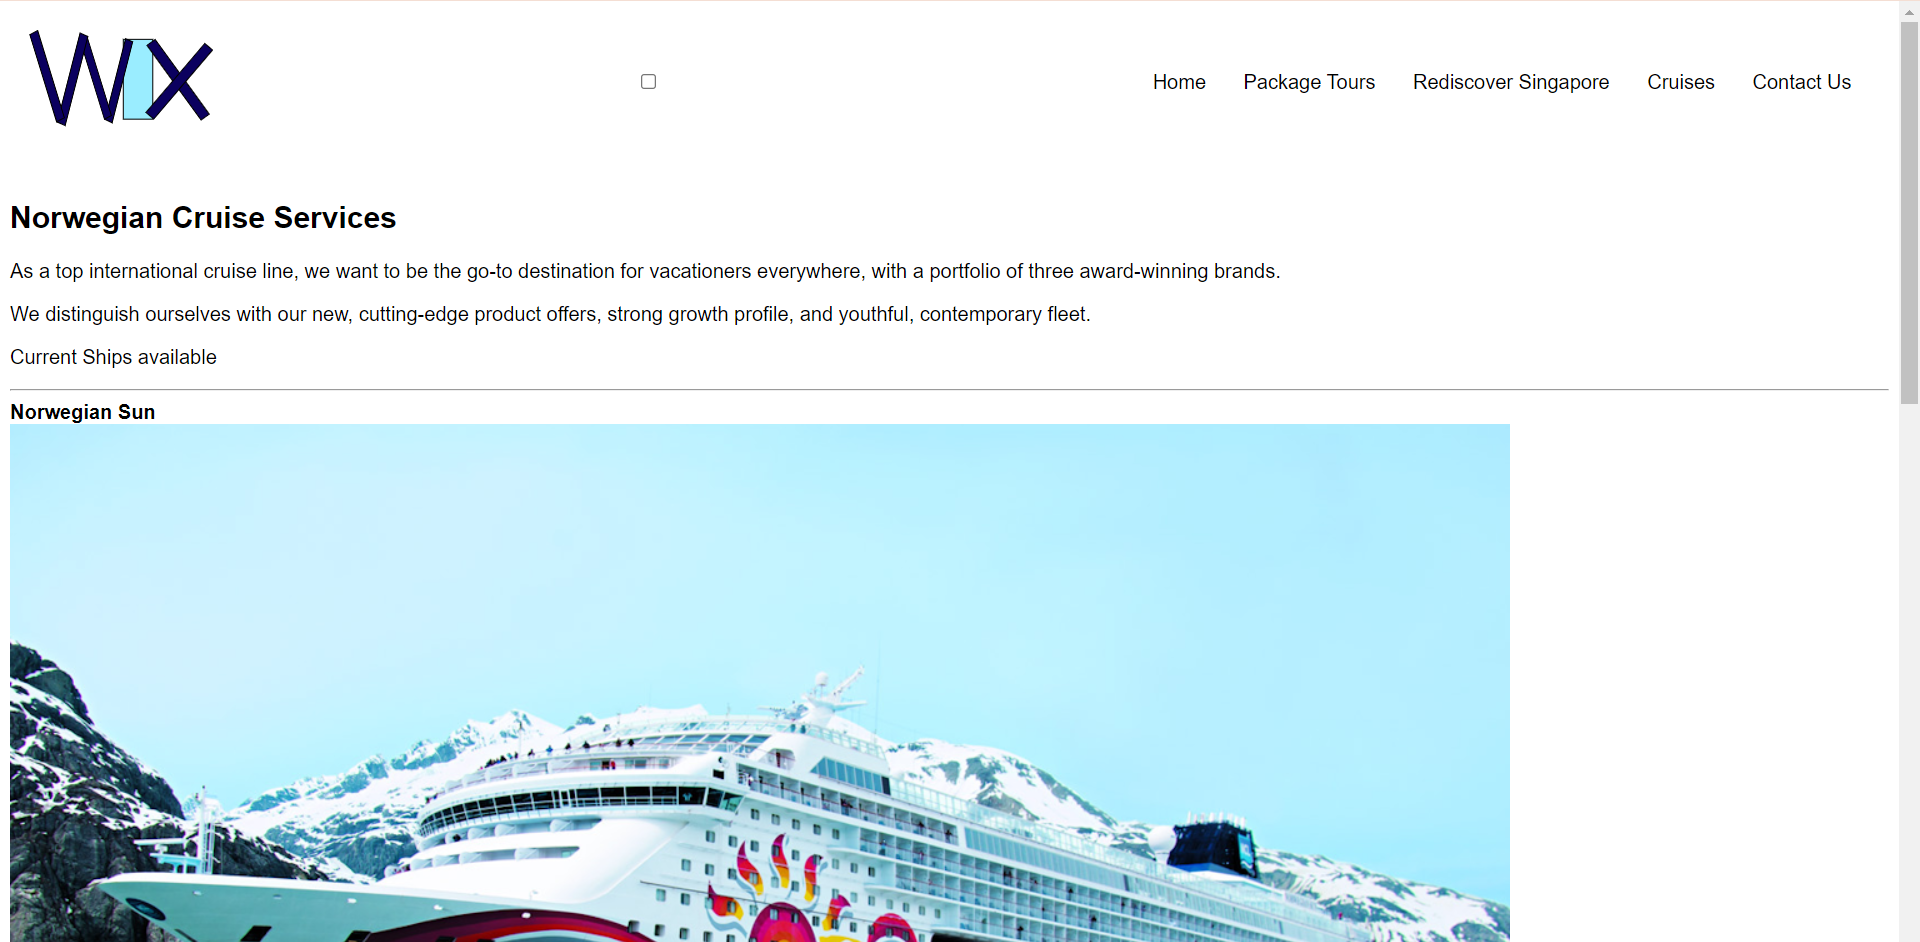 WIX
Home Package Tours Rediscover Singapore Cruises Contact Us
Norwegian Cruise Services
As a top international cruise line, we want to be the go-to destination for vacationers everywhere, with a portfolio of three award-winning brands.
We distinguish ourselves with our new, cutting-edge product offers, strong growth profile, and youthful, contemporary fleet.
Current Ships available
Norwegian Sun